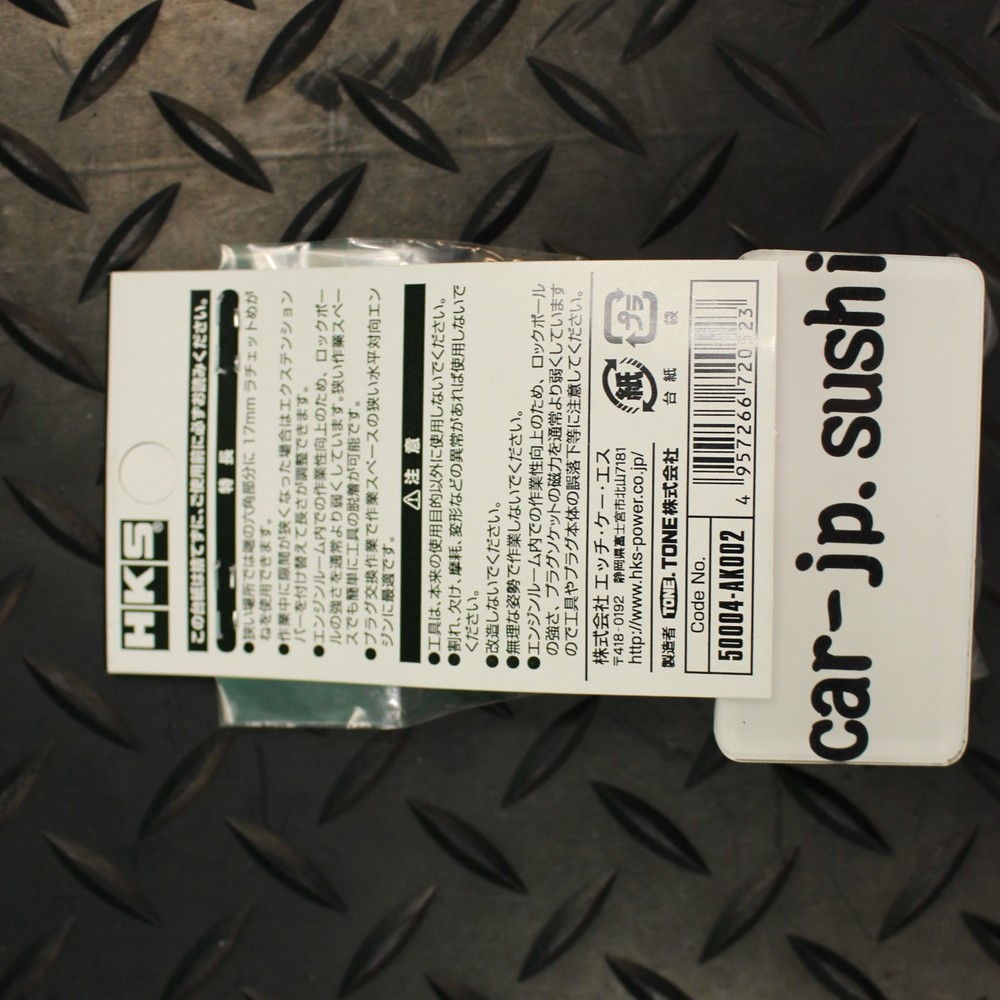 HKS®
この台紙は捨てずに、ご使用前に必ずお読みください。
特 長
●狭い場所では端の六角部分に 17mm ラチェットめが
ねを使用できます。
●作業中に隙間が狭くなった場合はエクステンション
バーを付け替えて長さが調整できます。
●エンジンルーム内での作業性向上のため、ロックボー
ルの強さを通常より弱くしています。狭い作業スペー
スでも簡単に工具の脱着が可能です。
●プラグ交換作業で作業スペースの狭い水平対向エン
ジンに最適です。
⚠注 意
●工具は、本来の使用目的以外に使用しないでください。
●割れ、欠け、摩耗、変形などの異常があれば使用しないで
ください。
●改造しないでください。
●無理な姿勢で作業しないでください。
●エンジンルーム内での作業性向上のため、ロックボール
の強さ、プラグソケットの磁力を通常より弱くしています
ので工具やプラグ本体の誤落下等に注意してください。
株式会社 エッチ・ケー・エス
〒418-0192 静岡県富士宮市北山7181
http://www.hks-power.co.jp/
製造者 TONE. TONE株式会社
紙
台 紙
プラ
袋
Code No.
50004-AK002
4 957266 720523
car-jp.sushi